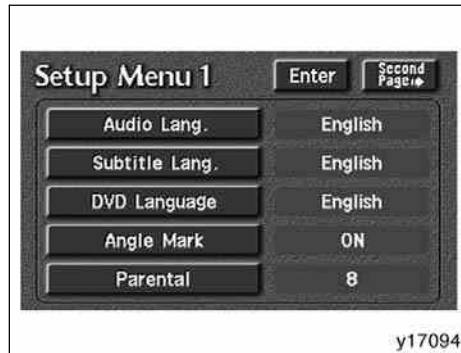 Setup Menu 1 Enter Second
Page
Audio Lang. English
Subtitle Lang. English
DVD Language English
Angle Mark ON
Parental 8
y17094